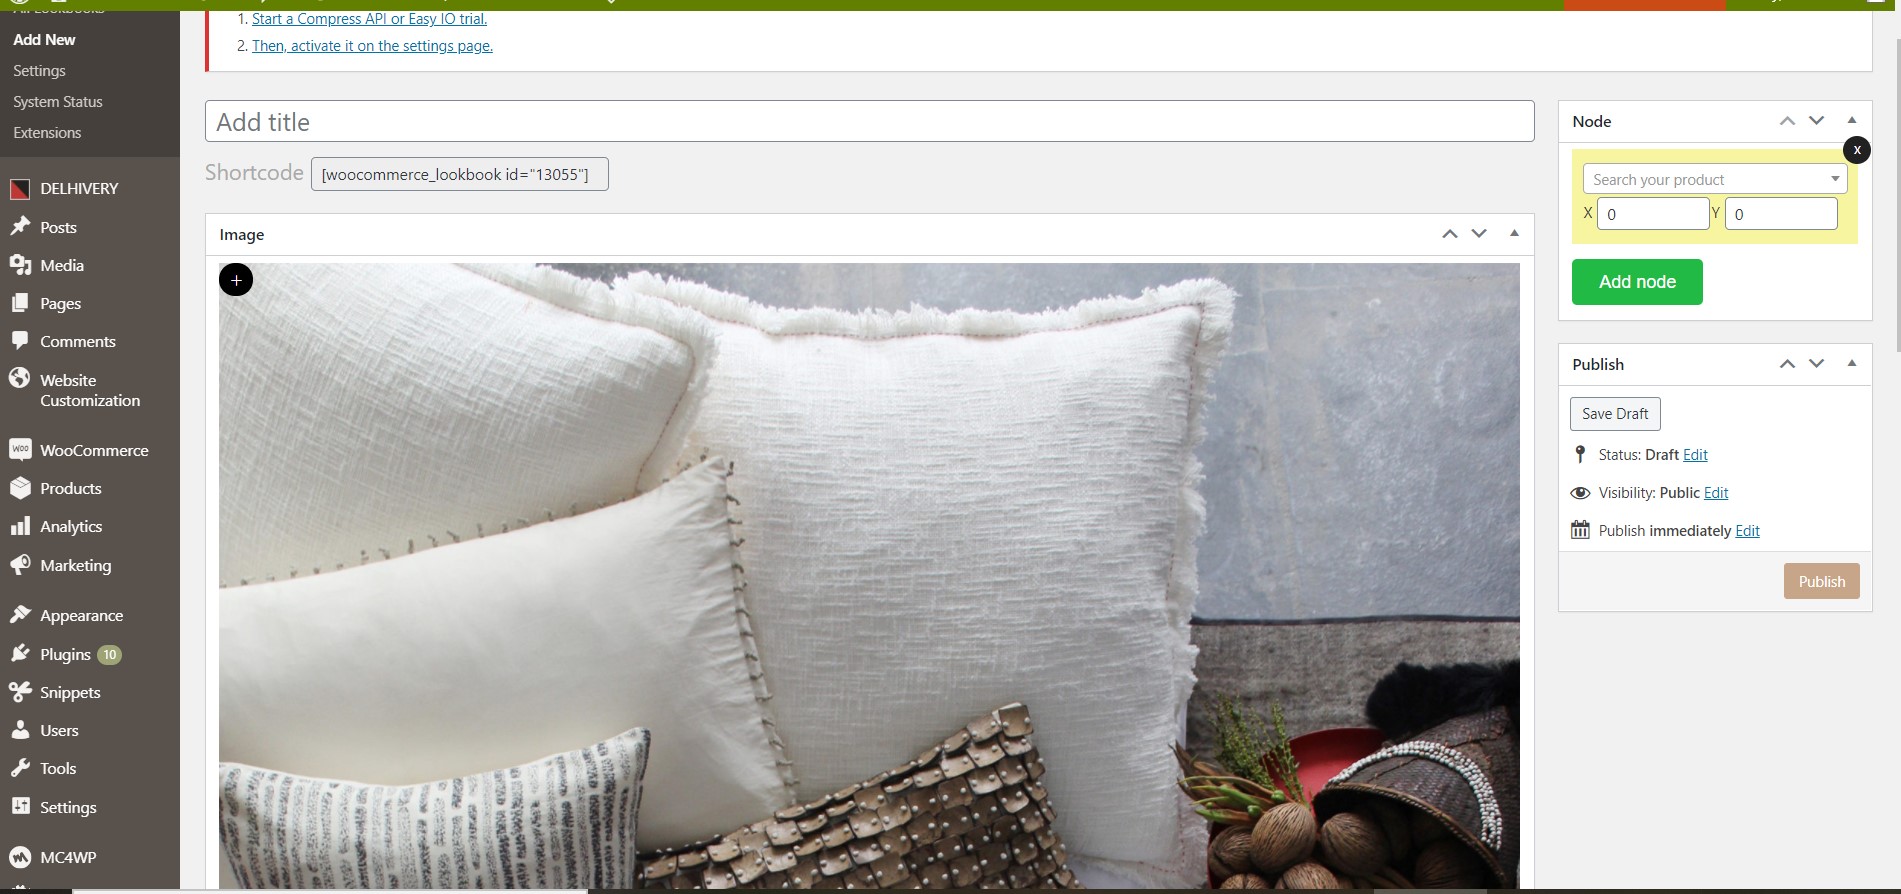 All Lookbooks
Add New
Settings
System Status
Extensions
DELHIVERY
Posts
Media
Pages
Comments
Website
Customization
WooCommerce
Products
Analytics
Marketing
Appearance
Plugins 10
Snippets
Users
Tools
Settings
MC4WP
1. Start a Compress API or Easy IO trial.
2. Then, activate it on the settings page.
Add title
Shortcode [woocommerce_lookbook id="13055"]
Image
+
Node
x
Search your product
X 0 Y 0
Add node
Publish
Save Draft
Status: Draft Edit
Visibility: Public Edit
Publish immediately Edit
Publish